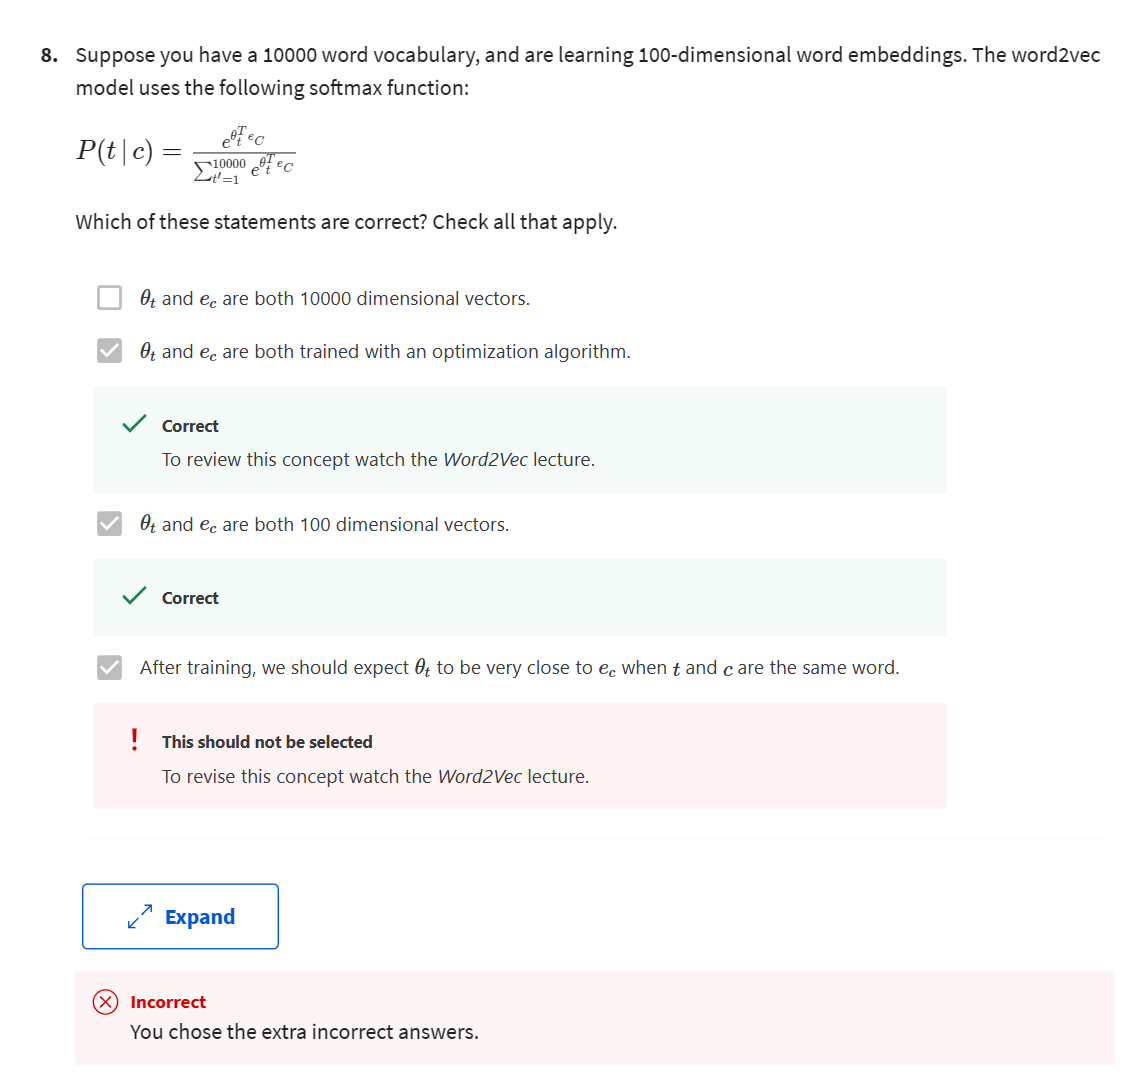 8. Suppose you have a 10000 word vocabulary, and are learning 100-dimensional word embeddings. The word2vec
model uses the following softmax function:
P(t | c) = \frac{e^{\theta_t^T e_C}}{\sum_{t'=1}^{10000} e^{\theta_t^T e_C}}
Which of these statements are correct? Check all that apply.
θ_t and e_c are both 10000 dimensional vectors.
θ_t and e_c are both trained with an optimization algorithm.
Correct
To review this concept watch the Word2Vec lecture.
θ_t and e_c are both 100 dimensional vectors.
Correct
After training, we should expect θ_t to be very close to e_c when t and c are the same word.
This should not be selected
To revise this concept watch the Word2Vec lecture.
Expand
Incorrect
You chose the extra incorrect answers.